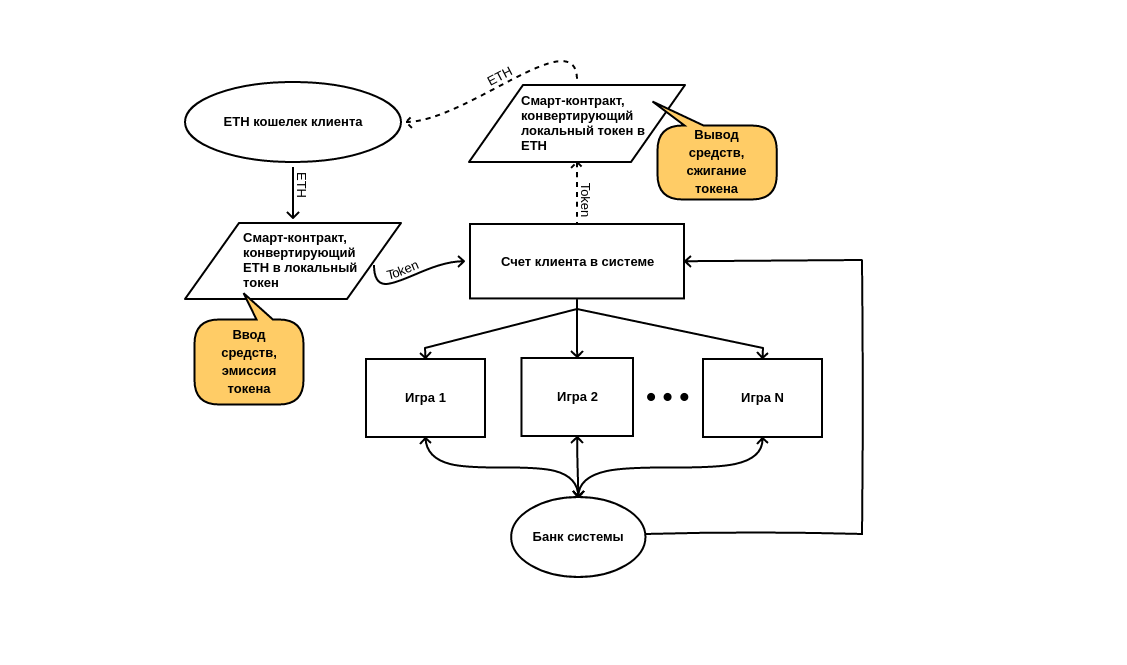 ETH
Смарт-контракт,
конвертирующий
локальный токен в
ETH
ETH кошелек клиента
Вывод
средств,
сжигание
токена
ETH
Token
Смарт-контракт,
конвертирующий
ETH в локальный
токен
Token
Счет клиента в системе
Ввод
средств,
эмиссия
токена
Игра 1
Игра 2
Игра N
Банк системы